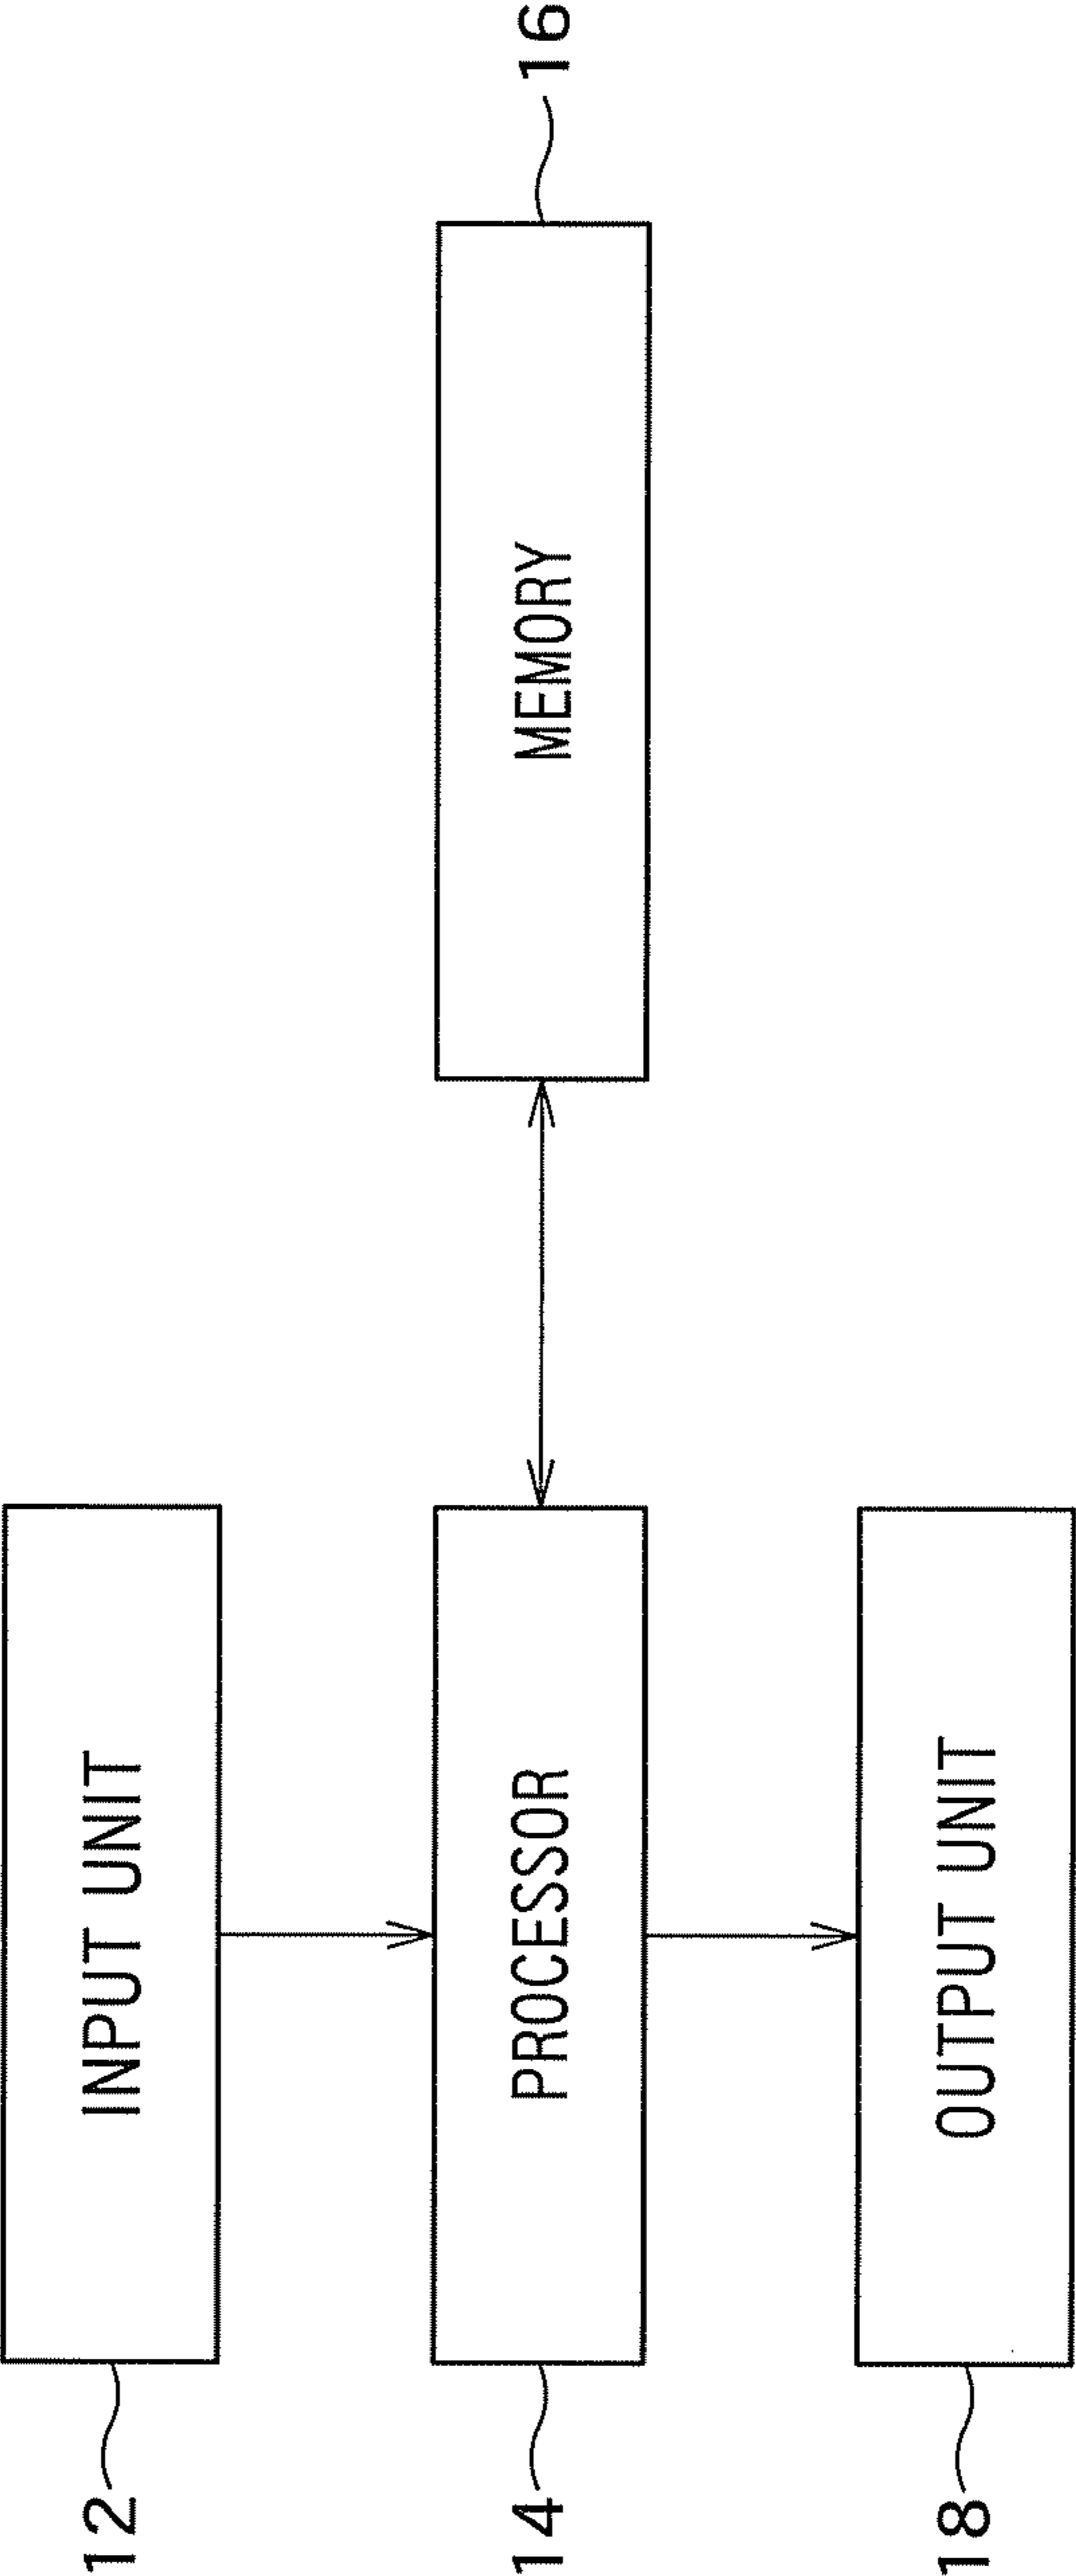 12
INPUT UNIT
14
PROCESSOR
MEMORY
16
18
OUTPUT UNIT